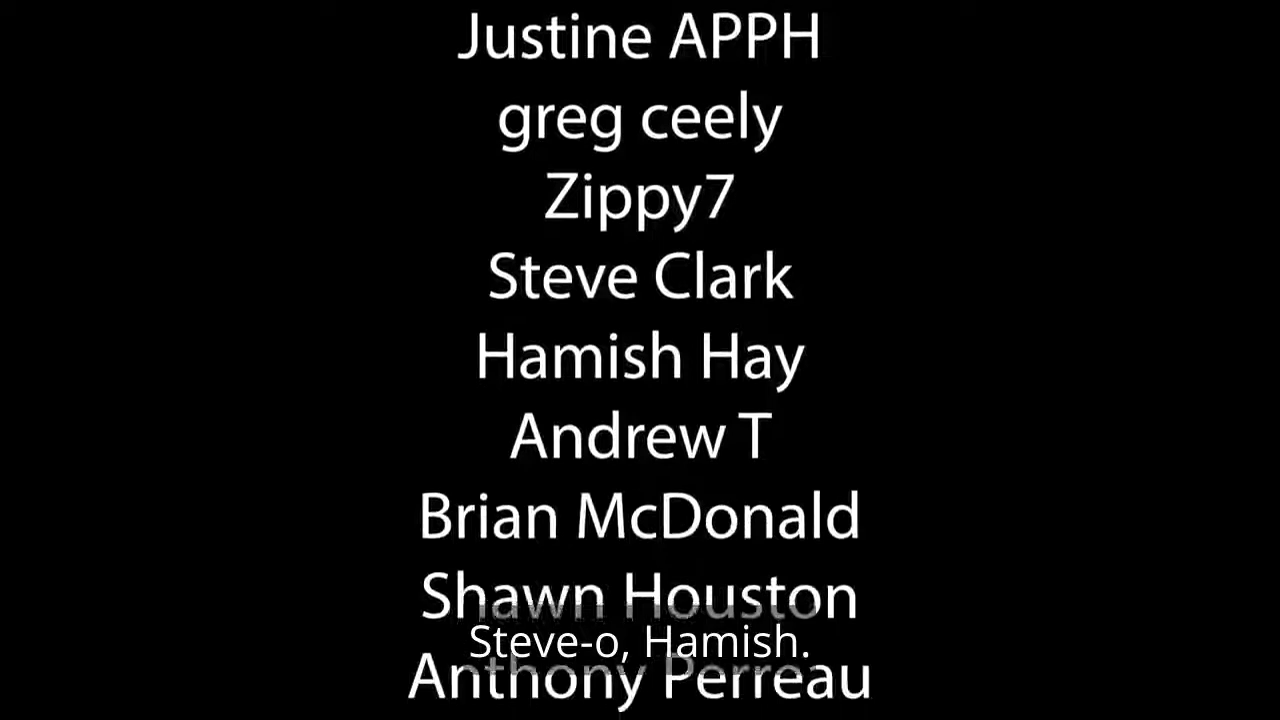 Justine APPH
greg ceely
Zippy7
Steve Clark
Hamish Hay
Andrew T
Brian McDonald
Shawn Houston
Steve-o, Hamish.
Anthony Perreau